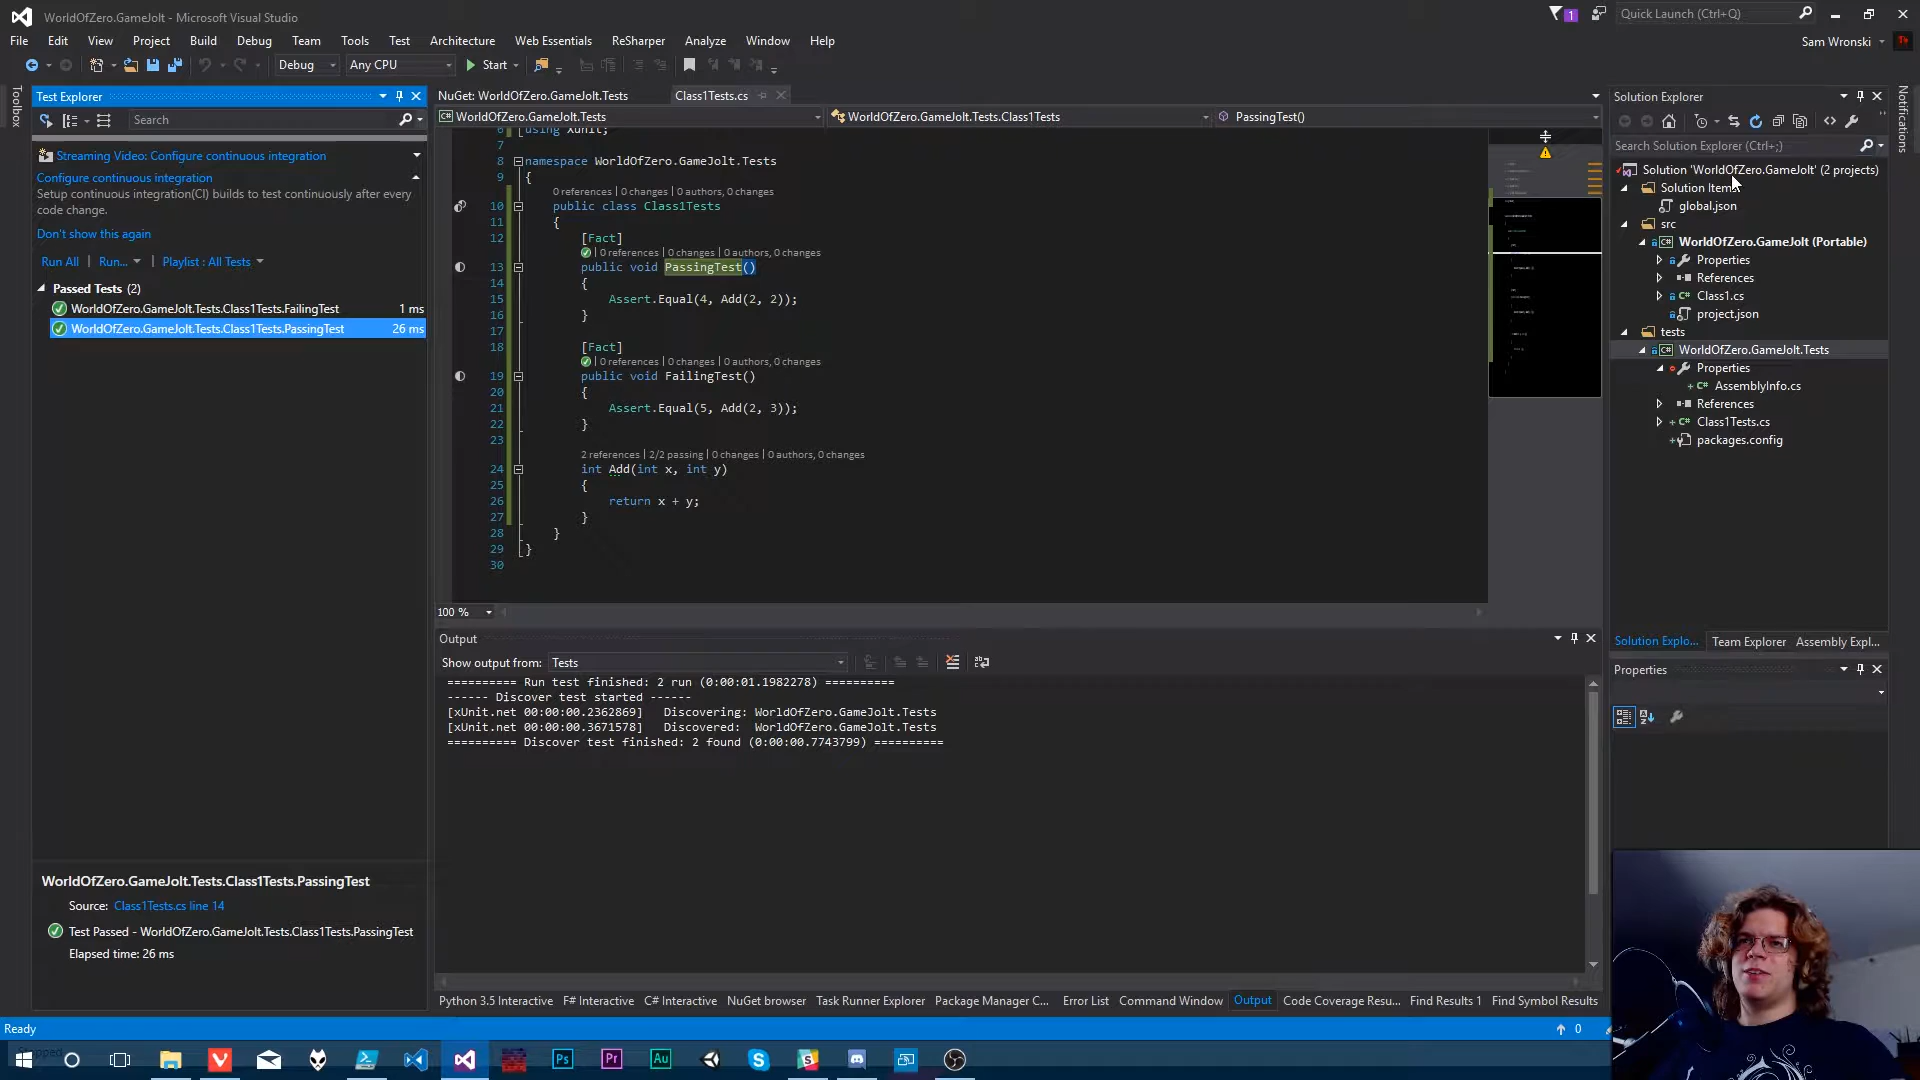 WorldOfZero.GameJolt - Microsoft Visual Studio
1
Quick Launch (Ctrl+Q)
File Edit View Project Build Debug Team Tools Test Architecture Web Essentials ReSharper Analyze Window Help
Sam Wronski
Debug Any CPU Start
Toolbox
Test Explorer
Search
Streaming Video: Configure continuous integration
Configure continuous integration
Setup continuous integration(CI) builds to test continuously after every
code change.
Don't show this again
Run All Run... Playlist : All Tests
Passed Tests (2)
WorldOfZero.GameJolt.Tests.Class1Tests.FailingTest 1 ms
WorldOfZero.GameJolt.Tests.Class1Tests.PassingTest 26 ms
WorldOfZero.GameJolt.Tests.Class1Tests.PassingTest
Source: Class1Tests.cs line 14
Test Passed - WorldOfZero.GameJolt.Tests.Class1Tests.PassingTest
Elapsed time: 26 ms
NuGet: WorldOfZero.GameJolt.Tests Class1Tests.cs
WorldOfZero.GameJolt.Tests WorldOfZero.GameJolt.Tests.Class1Tests PassingTest()
6 using Xunit;
7
8 namespace WorldOfZero.GameJolt.Tests
9 {
0 references | 0 changes | 0 authors, 0 changes
10 public class Class1Tests
11 {
12 [Fact]
| 0 references | 0 changes | 0 authors, 0 changes
13 public void PassingTest()
14 {
15 Assert.Equal(4, Add(2, 2));
16 }
17
18 [Fact]
| 0 references | 0 changes | 0 authors, 0 changes
19 public void FailingTest()
20 {
21 Assert.Equal(5, Add(2, 3));
22 }
23
2 references | 2/2 passing | 0 changes | 0 authors, 0 changes
24 int Add(int x, int y)
25 {
26 return x + y;
27 }
28 }
29 }
30
100 %
Output
Show output from: Tests
========== Run test finished: 2 run (0:00:01.1982278) ==========
------ Discover test started ------
[xUnit.net 00:00:00.2362869] Discovering: WorldOfZero.GameJolt.Tests
[xUnit.net 00:00:00.3671578] Discovered: WorldOfZero.GameJolt.Tests
========== Discover test finished: 2 found (0:00:00.7743799) ==========
Python 3.5 Interactive F# Interactive C# Interactive NuGet browser Task Runner Explorer Package Manager C... Error List Command Window Output Code Coverage Resu... Find Results 1 Find Symbol Results
Solution Explorer
Search Solution Explorer (Ctrl+;)
Solution 'WorldOfZero.GameJolt' (2 projects)
Solution Items
global.json
src
WorldOfZero.GameJolt (Portable)
Properties
References
Class1.cs
project.json
tests
WorldOfZero.GameJolt.Tests
Properties
AssemblyInfo.cs
References
Class1Tests.cs
packages.config
Solution Explo... Team Explorer Assembly Expl...
Properties
Notifications
Ready
0
Ps Pr Au